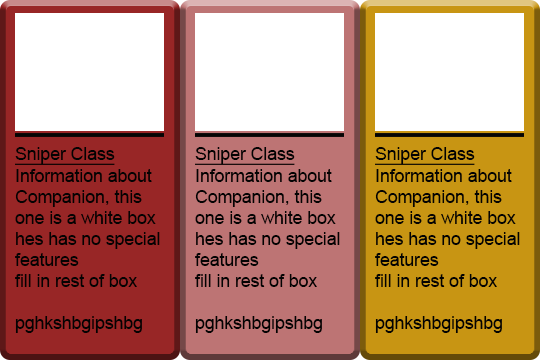 Sniper Class
Information about
Companion, this
one is a white box
hes has no special
features
fill in rest of box
pghkshbgipshbg
Sniper Class
Information about
Companion, this
one is a white box
hes has no special
features
fill in rest of box
pghkshbgipshbg
Sniper Class
Information about
Companion, this
one is a white box
hes has no special
features
fill in rest of box
pghkshbgipshbg